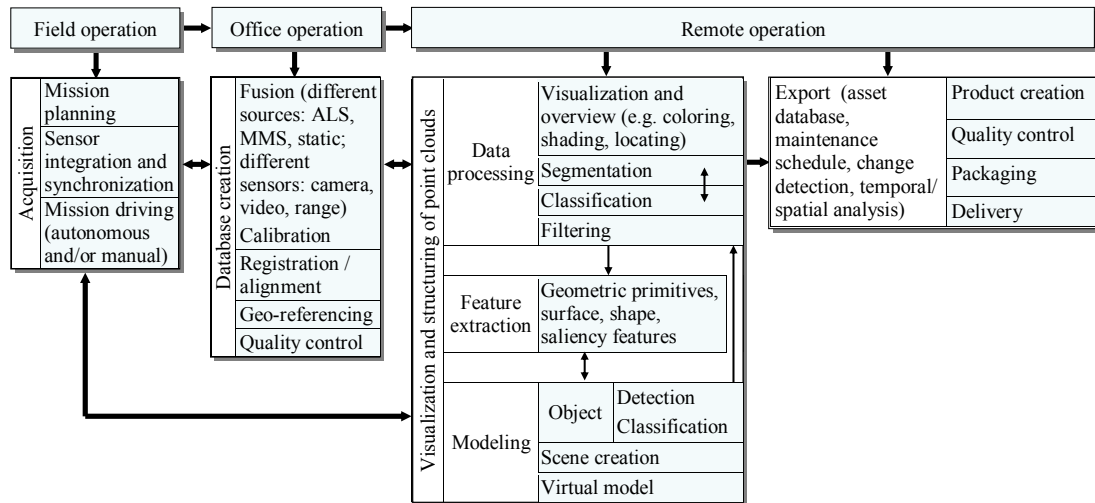 Field operation
Office operation
Remote operation
Acquisition
Mission
planning
Sensor
integration and
synchronization
Mission driving
(autonomous
and/or manual)
Database creation
Fusion (different
sources: ALS,
MMS, static;
different
sensors: camera,
video, range)
Calibration
Registration /
alignment
Geo-referencing
Quality control
Visualization and structuring of point clouds
Data
processing
Visualization and
overview (e.g. coloring,
shading, locating)
Segmentation
Classification
Filtering
Feature
extraction
Geometric primitives,
surface, shape,
saliency features
Modeling
Object
Detection
Classification
Scene creation
Virtual model
Export (asset
database,
maintenance
schedule, change
detection, temporal/
spatial analysis)
Product creation
Quality control
Packaging
Delivery